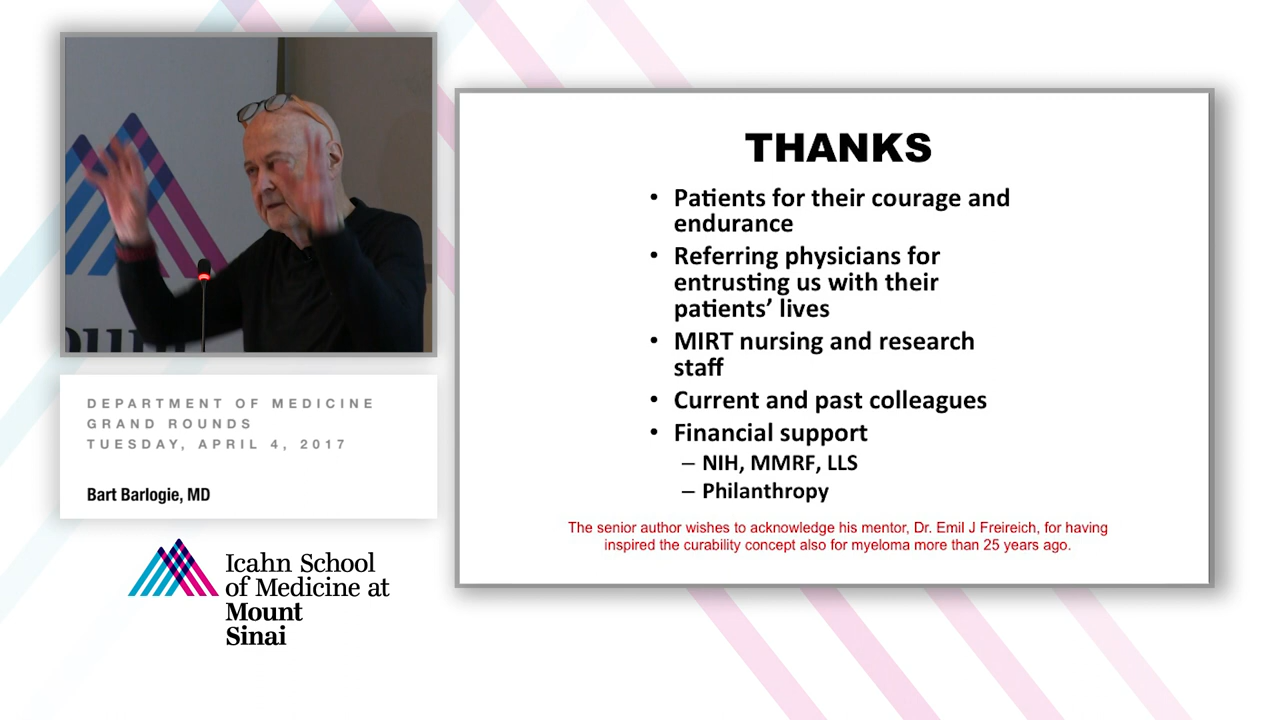 DEPARTMENT OF MEDICINE
GRAND ROUNDS
TUESDAY, APRIL 4, 2017
Bart Barlogie, MD
Icahn School
of Medicine at
Mount
Sinai
THANKS
• Patients for their courage and
endurance
• Referring physicians for
entrusting us with their
patients’ lives
• MIRT nursing and research
staff
• Current and past colleagues
• Financial support
– NIH, MMRF, LLS
– Philanthropy
The senior author wishes to acknowledge his mentor, Dr. Emil J Freireich, for having
inspired the curability concept also for myeloma more than 25 years ago.